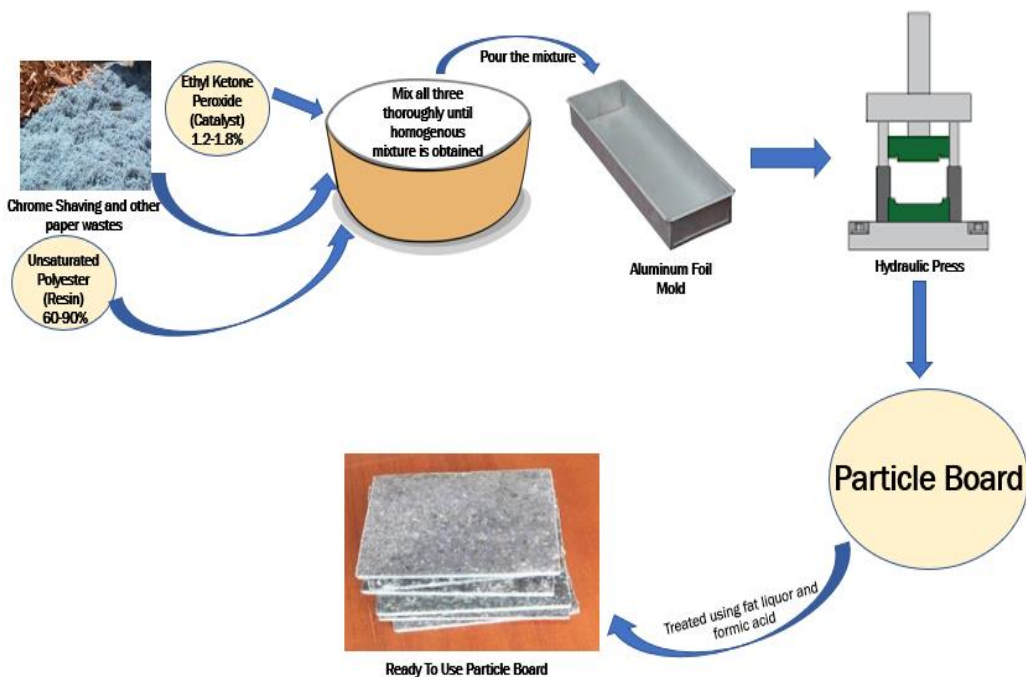 Pour the mixture
Ethyl Ketone
Peroxide
(Catalyst)
1.2-1.8%
Mix all three
thoroughly until
homogenous
mixture is obtained
Chrome Shaving and other
paper wastes
Unsaturated
Polyester
(Resin)
60-90%
Aluminum Foil
Mold
Hydraulic Press
Particle Board
Treated using fat liquor and
formic acid
Ready To Use Particle Board